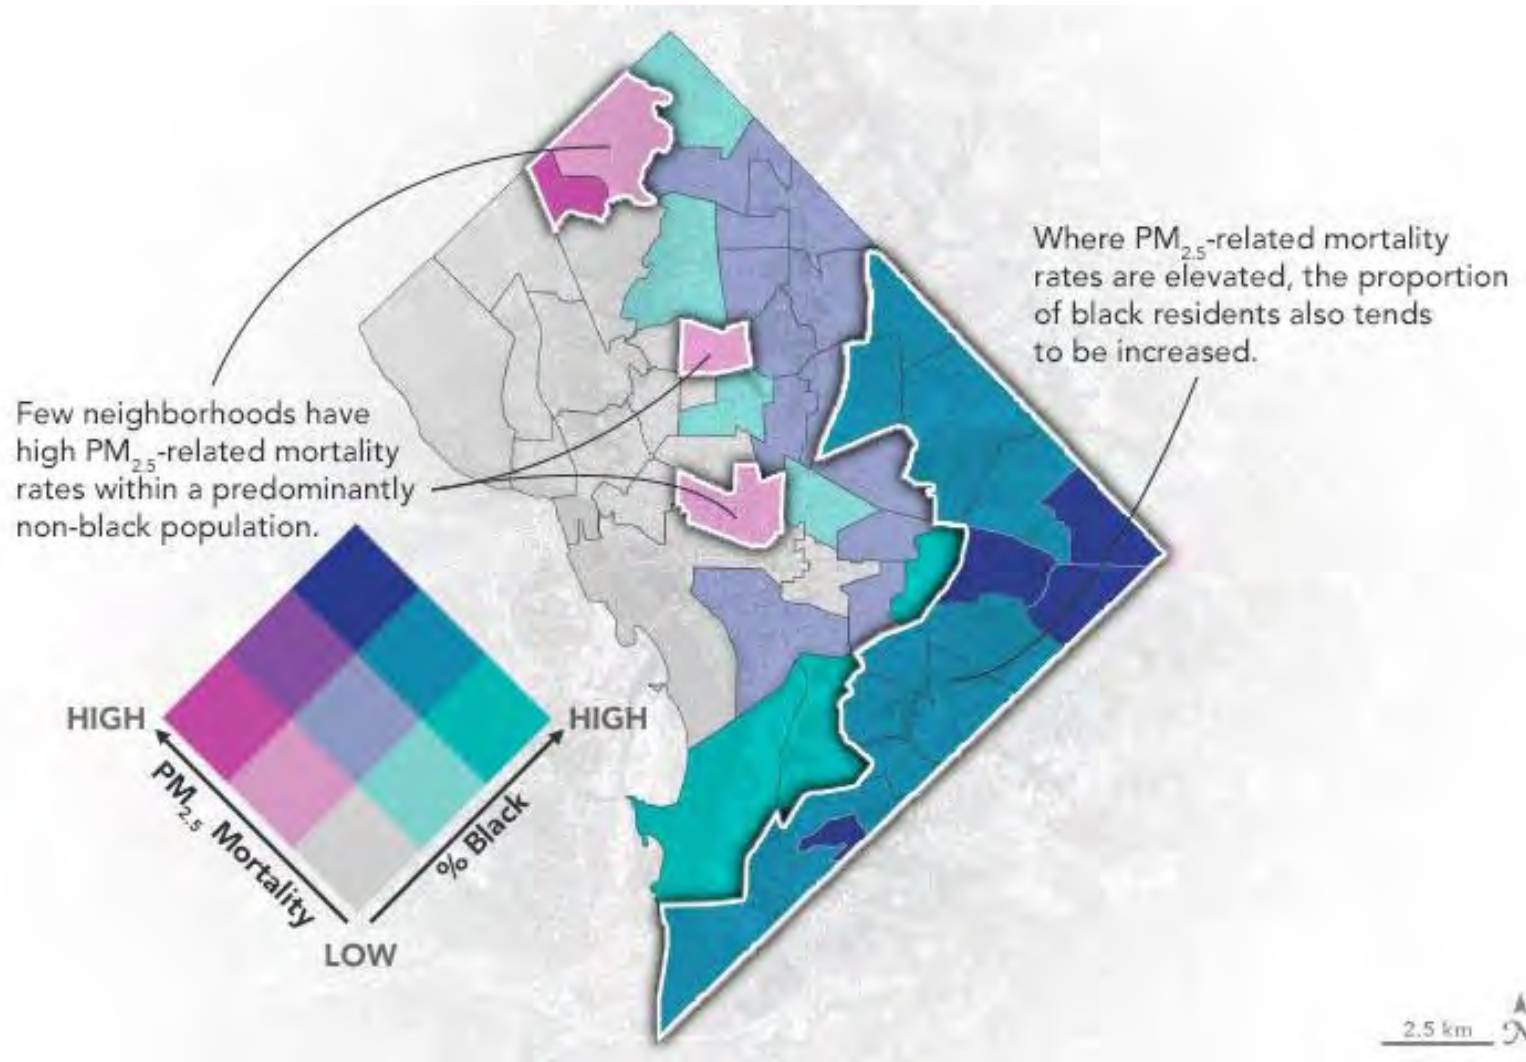 Where PM2.5-related mortality
rates are elevated, the proportion
of black residents also tends
to be increased.
Few neighborhoods have
high PM2.5-related mortality
rates within a predominantly
non-black population.
HIGH
HIGH
PM2.5 Mortality
% Black
LOW
2.5 km
N